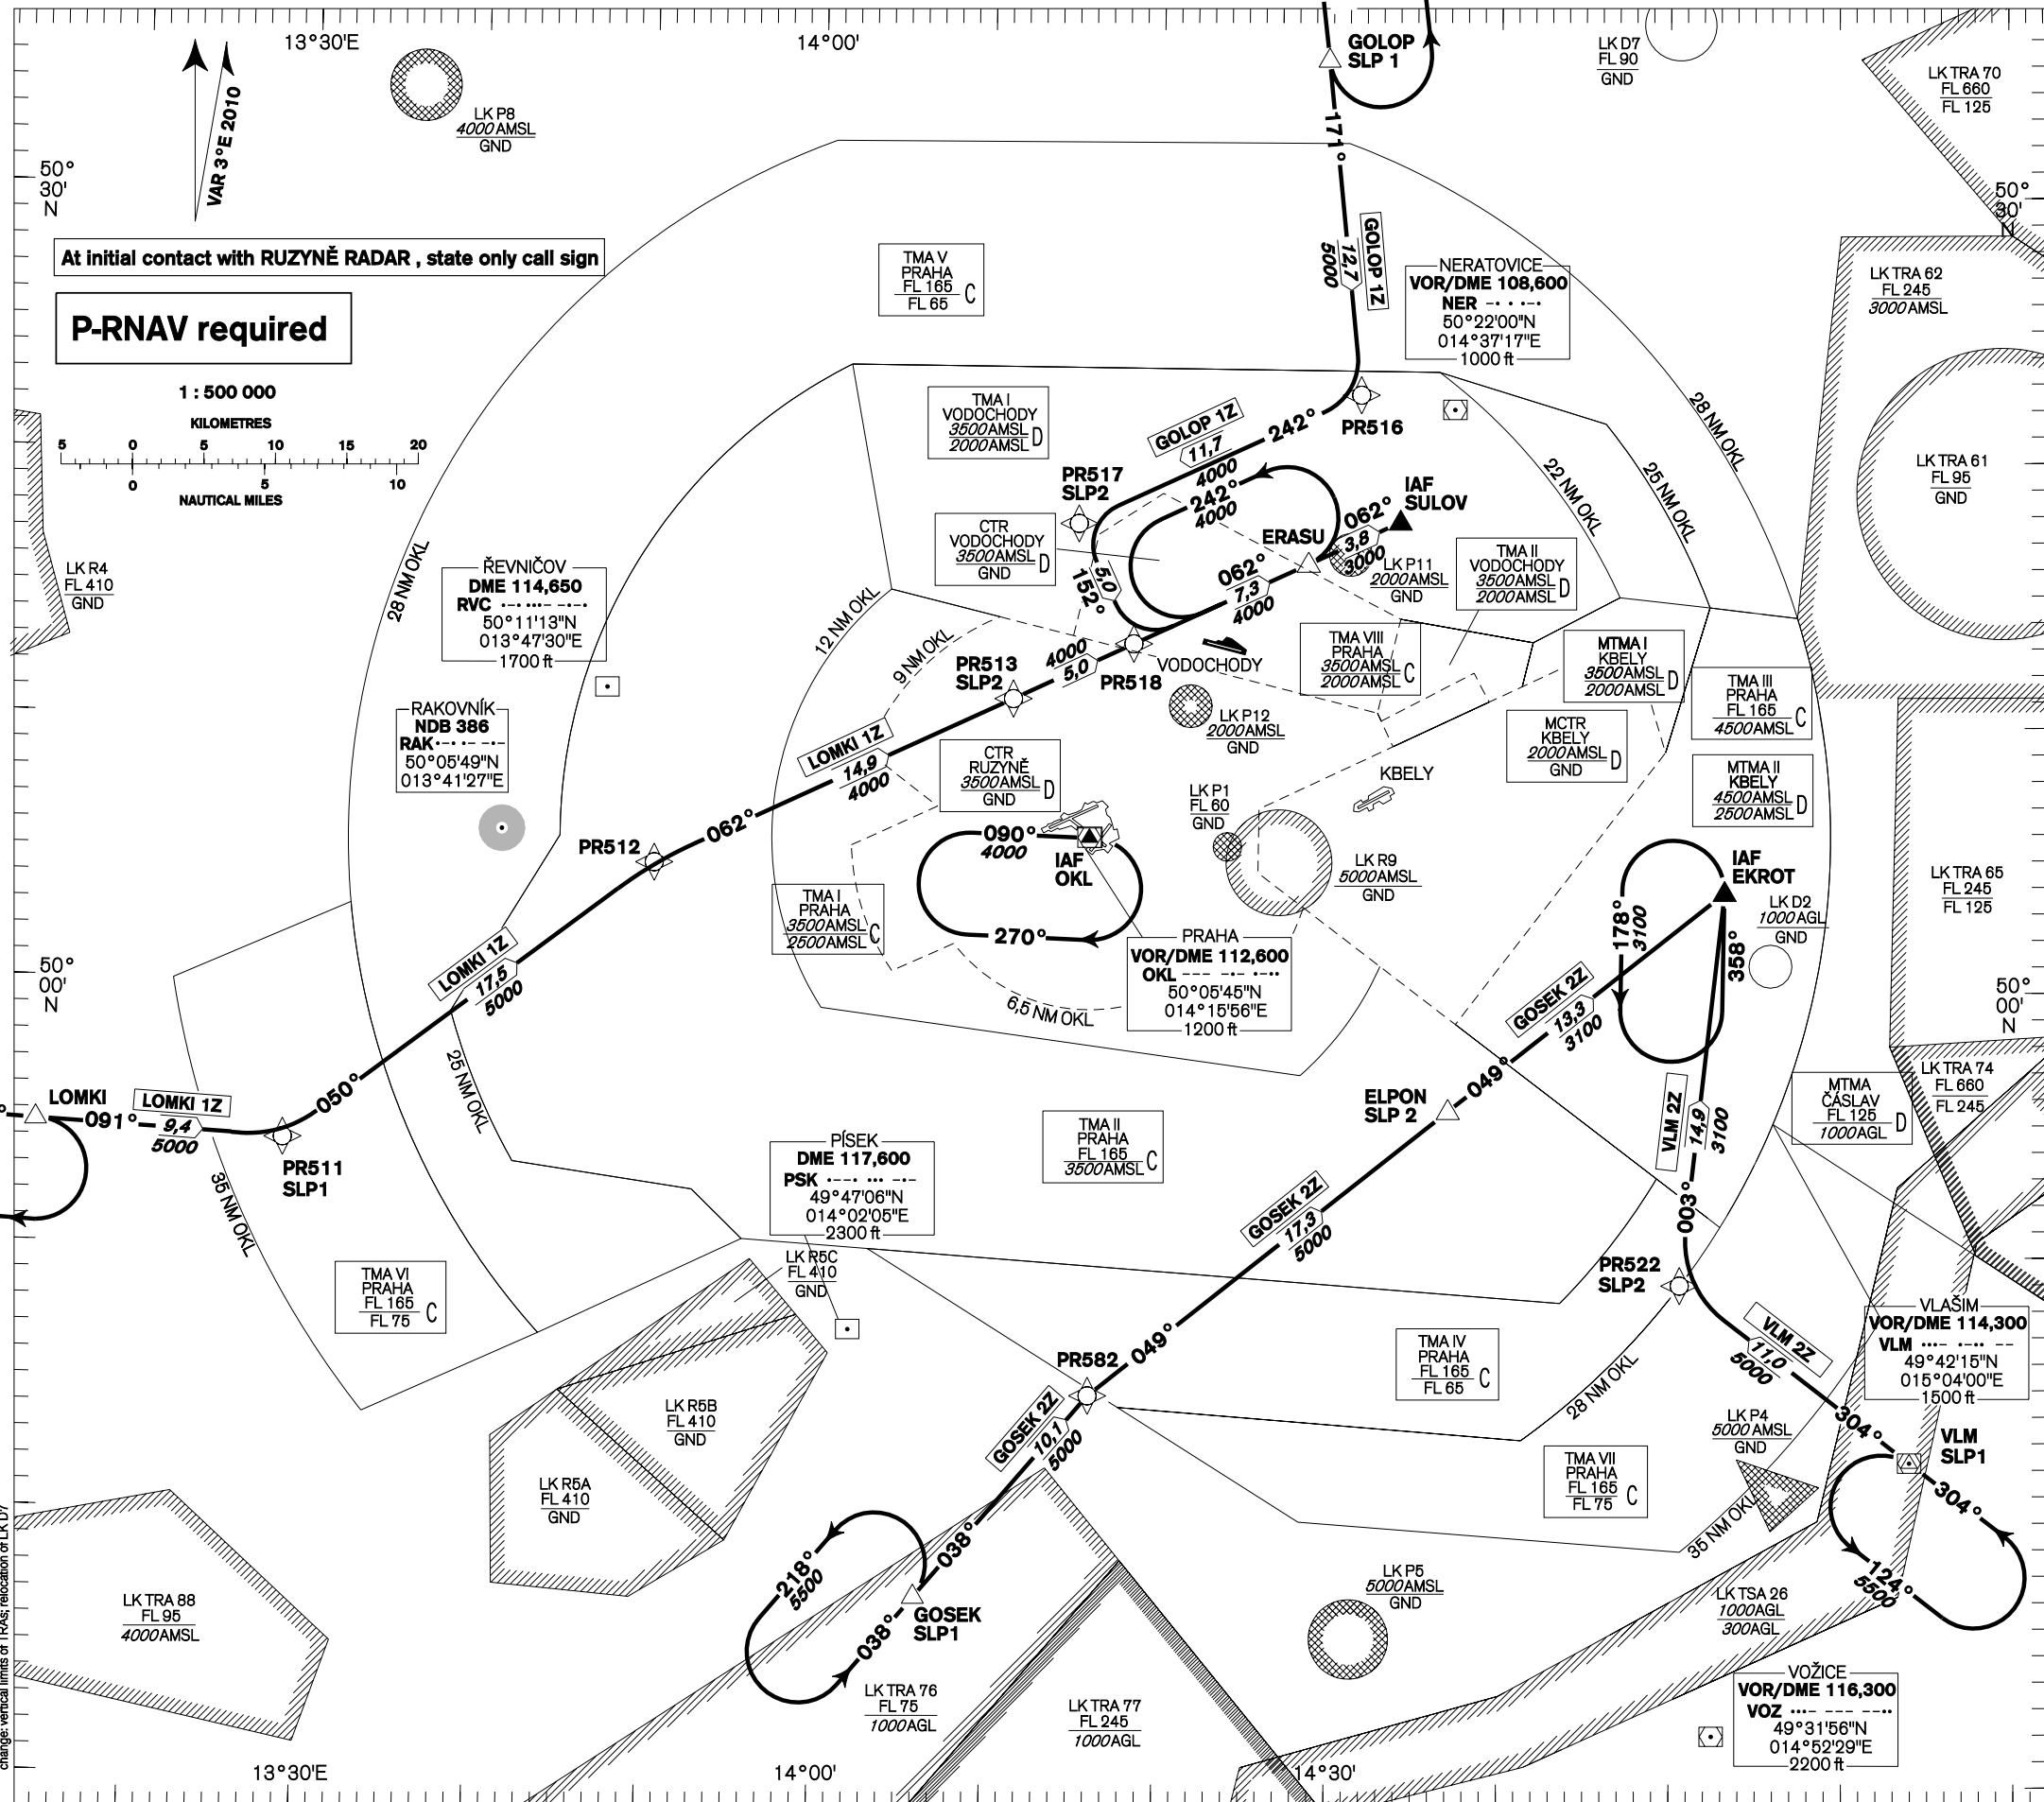 13°30'E
14°00'
GOLOP
SLP 1
LK D7
FL 90
GND
LK TRA 70
FL 660
FL 125
VAR 3°E 2010
LK P8
4000 AMSL
GND
171°
50°
30'
N
50°
30'
N
At initial contact with RUZYNĚ RADAR , state only call sign
P-RNAV required
1 : 500 000
KILOMETRES
5 0 5 10 15 20
0 5 10
NAUTICAL MILES
TMA V
PRAHA
FL 165
FL 65
C
GOLOP 1Z
12,7
5000
NERATOVICE
VOR/DME 108,600
NER -· · ·-·
50°22'00"N
014°37'17"E
1000 ft
LK TRA 62
FL 245
3000 AMSL
28 NM OKL
TMA I
VODOCHODY
3500 AMSL
2000 AMSL
D
GOLOP 1Z
11,7
4000
242°
PR516
22 NM OKL
25 NM OKL
LK TRA 61
FL 95
GND
PR517
SLP2
242°
4000
IAF
SULOV
062°
3,8
3000
ERASU
CTR
VODOCHODY
3500 AMSL
GND
D
LK P11
2000 AMSL
GND
TMA II
VODOCHODY
3500 AMSL
2000 AMSL
D
LK R4
FL 410
GND
28 NM OKL
ŘEVNIČOV
DME 114,650
RVC ·-· ···- -·-·
50°11'13"N
013°47'30"E
1700 ft
12 NM OKL
9 NM OKL
5,0
152°
062°
7,3
4000
TMA VIII
PRAHA
3500 AMSL
2000 AMSL
C
MTMA I
KBELY
3500 AMSL
2000 AMSL
D
PR513
SLP2
4000
5,0
PR518
VODOCHODY
TMA III
PRAHA
FL 165
4500 AMSL
C
RAKOVNÍK
NDB 386
RAK ·-· ·- -·-
50°05'49"N
013°41'27"E
LK P12
2000 AMSL
GND
MCTR
KBELY
2000 AMSL
GND
D
LOMKI 1Z
14,9
4000
CTR
RUZYNĚ
3500 AMSL
GND
D
KBELY
MTMA II
KBELY
4500 AMSL
2500 AMSL
D
LK P1
FL 60
GND
062°
PR512
090°
4000
IAF
OKL
LK R9
5000 AMSL
GND
IAF
EKROT
LK TRA 65
FL 245
FL 125
TMA I
PRAHA
3500 AMSL
2500 AMSL
C
178°
3100
LK D2
1000 AGL
GND
358°
270°
PRAHA
VOR/DME 112,600
OKL --- -·- ·-··
50°05'45"N
014°15'56"E
1200 ft
LOMKI 1Z
17,5
5000
50°
00'
N
GOSEK 2Z
13,3
3100
50°
00'
N
6,5 NM OKL
25 NM OKL
050°
049°
LOMKI
091°
LOMKI 1Z
9,4
5000
ELPON
SLP 2
VLM 2Z
14,9
3100
MTMA
ČÁSLAV
FL 125
1000 AGL
D
LK TRA 74
FL 660
FL 245
PR511
SLP1
35 NM OKL
PÍSEK
DME 117,600
PSK ·--· ··· -·-
49°47'06"N
014°02'05"E
2300 ft
TMA II
PRAHA
FL 165
3500 AMSL
C
GOSEK 2Z
17,3
5000
003°
LK R5C
FL 410
GND
PR522
SLP2
TMA VI
PRAHA
FL 165
FL 75
C
VLM 2Z
11,0
5000
VLAŠIM
VOR/DME 114,300
VLM ···- ·-·· --
49°42'15"N
015°04'00"E
1500 ft
PR582
049°
TMA IV
PRAHA
FL 165
FL 65
C
28 NM OKL
LK R5B
FL 410
GND
GOSEK 2Z
10,1
5000
LK P4
5000 AMSL
GND
304°
VLM
SLP1
LK R5A
FL 410
GND
TMA VII
PRAHA
FL 165
FL 75
C
35 NM OKL
304°
038°
218°
5500
GOSEK
SLP1
038°
LK P5
5000 AMSL
GND
124°
5500
LK TSA 26
1000 AGL
300 AGL
LK TRA 88
FL 95
4000 AMSL
LK TRA 76
FL 75
1000 AGL
LK TRA 77
FL 245
1000 AGL
VOŽICE
VOR/DME 116,300
VOZ ···- --- --··
49°31'56"N
014°52'29"E
2200 ft
13°30'E
14°00'
14°30'
change: vertical limits of TRAs; relocation of LK D7